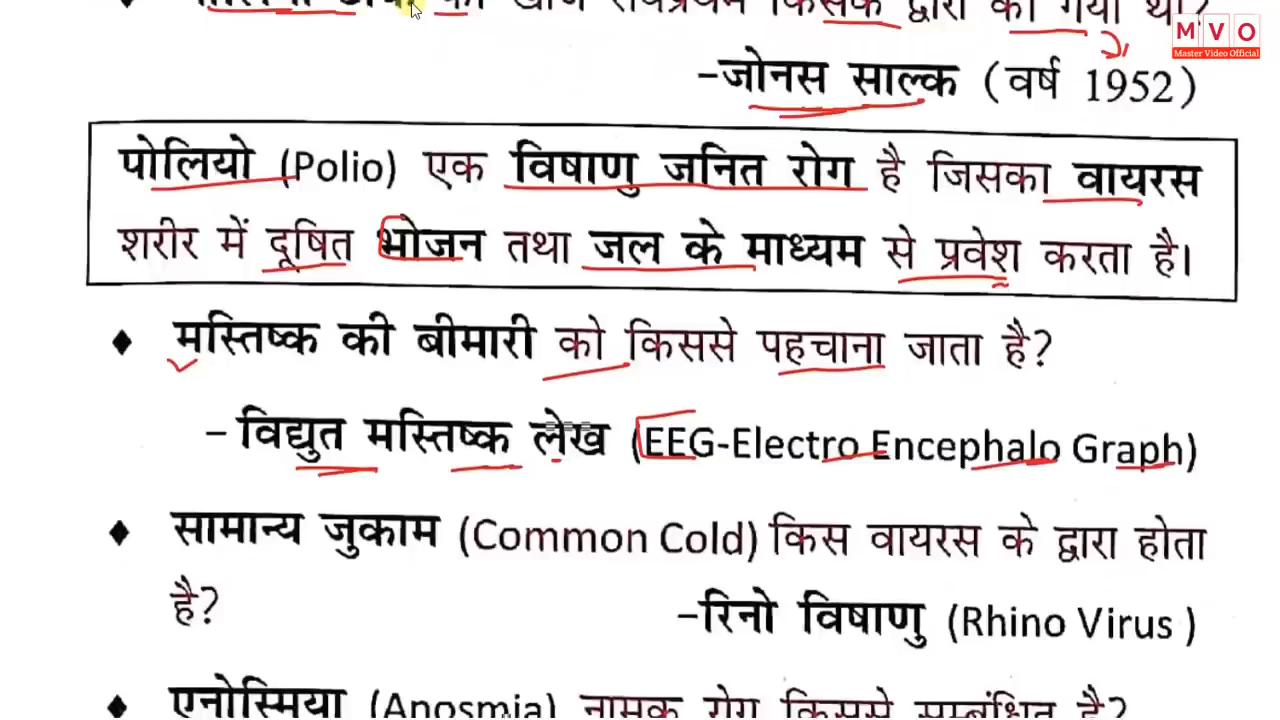 द्वारा की गया था?
M V O
Master Video Official
-जोनस साल्क (वर्ष 1952)
पोलियो (Polio) एक विषाणु जनित रोग है जिसका वायरस
शरीर में दूषित भोजन तथा जल के माध्यम से प्रवेश करता है।
♦ मस्तिष्क की बीमारी को किससे पहचाना जाता है?
- विद्युत मस्तिष्क लेख (EEG-Electro Encephalo Graph)
♦ सामान्य जुकाम (Common Cold) किस वायरस के द्वारा होता
है?
-रिनो विषाणु (Rhino Virus )
♦ एनोस्मिया (Anosmia) नामक रोग किससे सम्बंधित है?